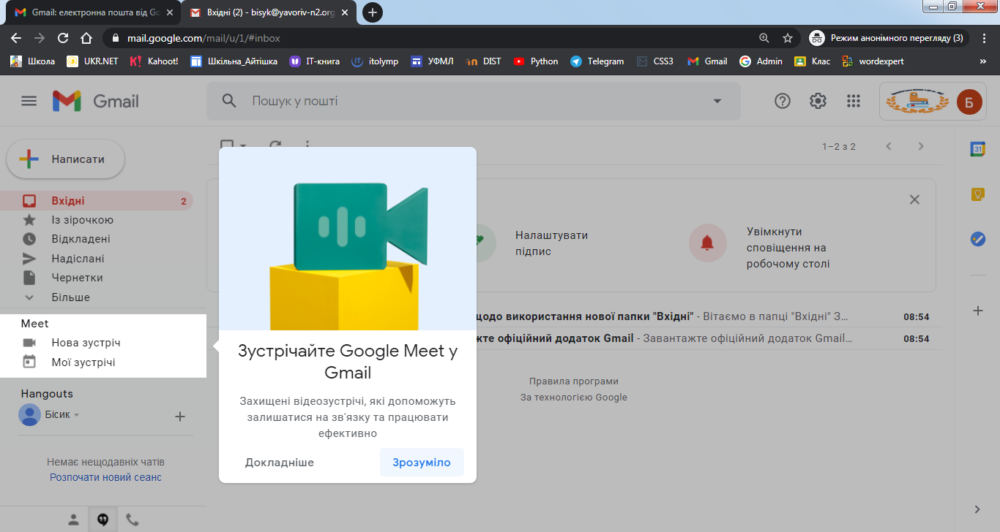 Gmail: електронна пошта від Go
Вхідні (2) - bisyk@yavoriv-n2.org
mail.google.com/mail/u/1/#inbox
Режим анонімного перегляду (3)
Школа
UKR.NET
Kahoot!
Шкільна_Айтішка
ІТ-книга
itolymp
УФМЛ
DIST
Python
Telegram
CSS3
Gmail
Admin
Клас
wordexpert
Gmail
Пошук у пошті
Б
Написати
1–2 з 2
31
Вхідні 2
Із зірочкою
Відкладені
Надіслані
Чернетки
Більше
Налаштувати
підпис
Увімкнути
сповіщення на
робочому столі
Meet
Нова зустріч
Мої зустрічі
щодо використання нової папки "Вхідні" - Вітаємо в папці "Вхідні" З... 08:54
те офіційний додаток Gmail - Завантажте офіційний додаток Gmail... 08:54
Зустрічайте Google Meet у
Gmail
Захищені відеозустрічі, які допоможуть
залишатися на зв'язку та працювати
ефективно
Докладніше
Зрозуміло
Правила програми
За технологією Google
Hangouts
Бісик
Немає нещодавніх чатів
Розпочати новий сеанс